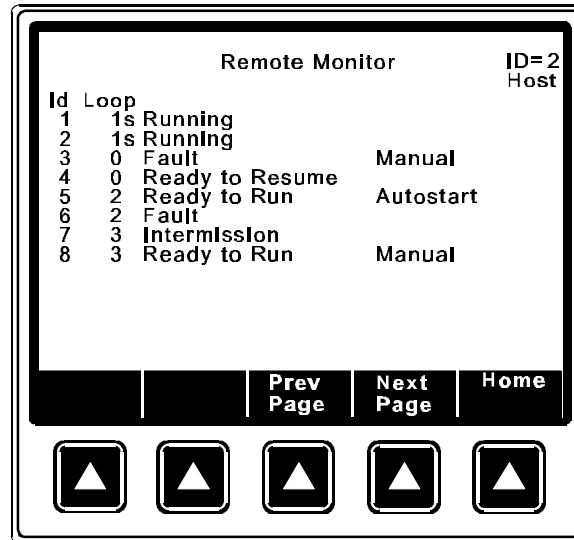 Remote Monitor ID=2
Host
Id Loop
1 1s Running
2 1s Running
3 0 Fault Manual
4 0 Ready to Resume
5 2 Ready to Run Autostart
6 2 Fault
7 3 Intermission
8 3 Ready to Run Manual
Prev Page
Next Page
Home